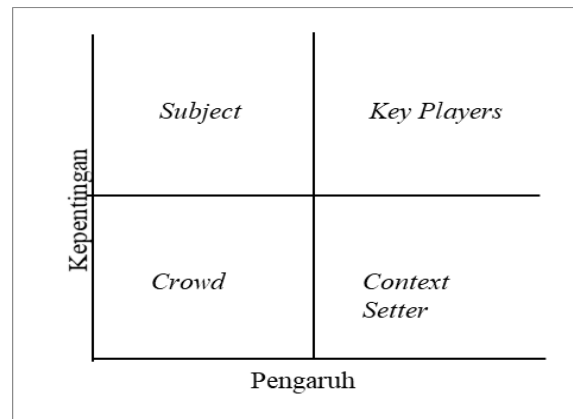 Subject
Key Players
Kepentingan
Crowd
Context
Setter
Pengaruh